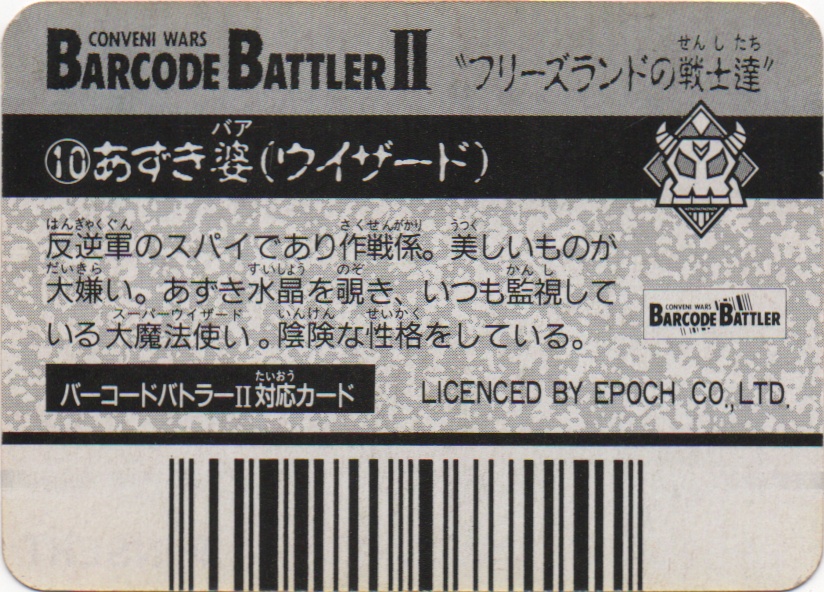 CONVENI WARS
BARCODE BATTLER II
せんしたち
"フリーズランドの戦士達"
バア
⑩あずき婆(ウイザード)
はんぎゃくぐん さくせんがかり うつく
反逆軍のスパイであり作戦係。美しいものが
だいきら すいしょう のぞ かんし
大嫌い。あずき水晶を覗き、いつも監視して
スーパーウイザード いんけん せいかく
いる大魔法使い。陰険な性格をしている。
CONVENI WARS
BARCODE BATTLER
たいおう
バーコードバトラーII対応カード
LICENCED BY EPOCH CO.,LTD.